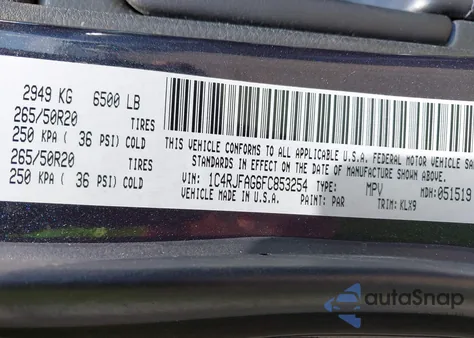 2949 KG 6500 LB
265/50R20 TIRES
250 KPA ( 36 PSI) COLD
265/50R20 TIRES
250 KPA ( 36 PSI) COLD
THIS VEHICLE CONFORMS TO ALL APPLICABLE U.S.A. FEDERAL MOTOR VEHICLE
STANDARDS IN EFFECT ON THE DATE OF MANUFACTURE SHOWN ABOVE.
VIN: 1C4RJFAG6FC853254 TYPE: MPV MDH: 051519
MADE IN U.S.A. PAINT: PAR TRIM: KLX9
autoSnap